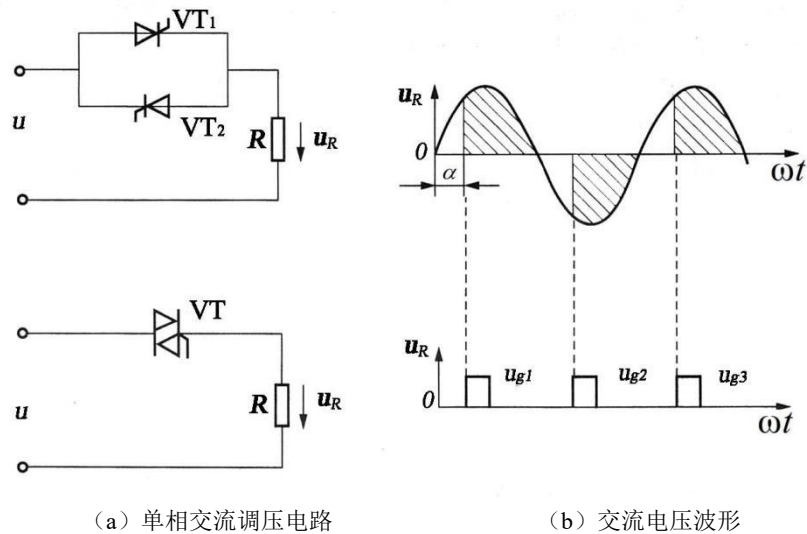 VT₁
u
VT₂
R
u_R
u_R
0
α
ωt
VT
u
R
u_R
u_R
u_g1
u_g2
u_g3
0
ωt
（a）单相交流调压电路
（b）交流电压波形